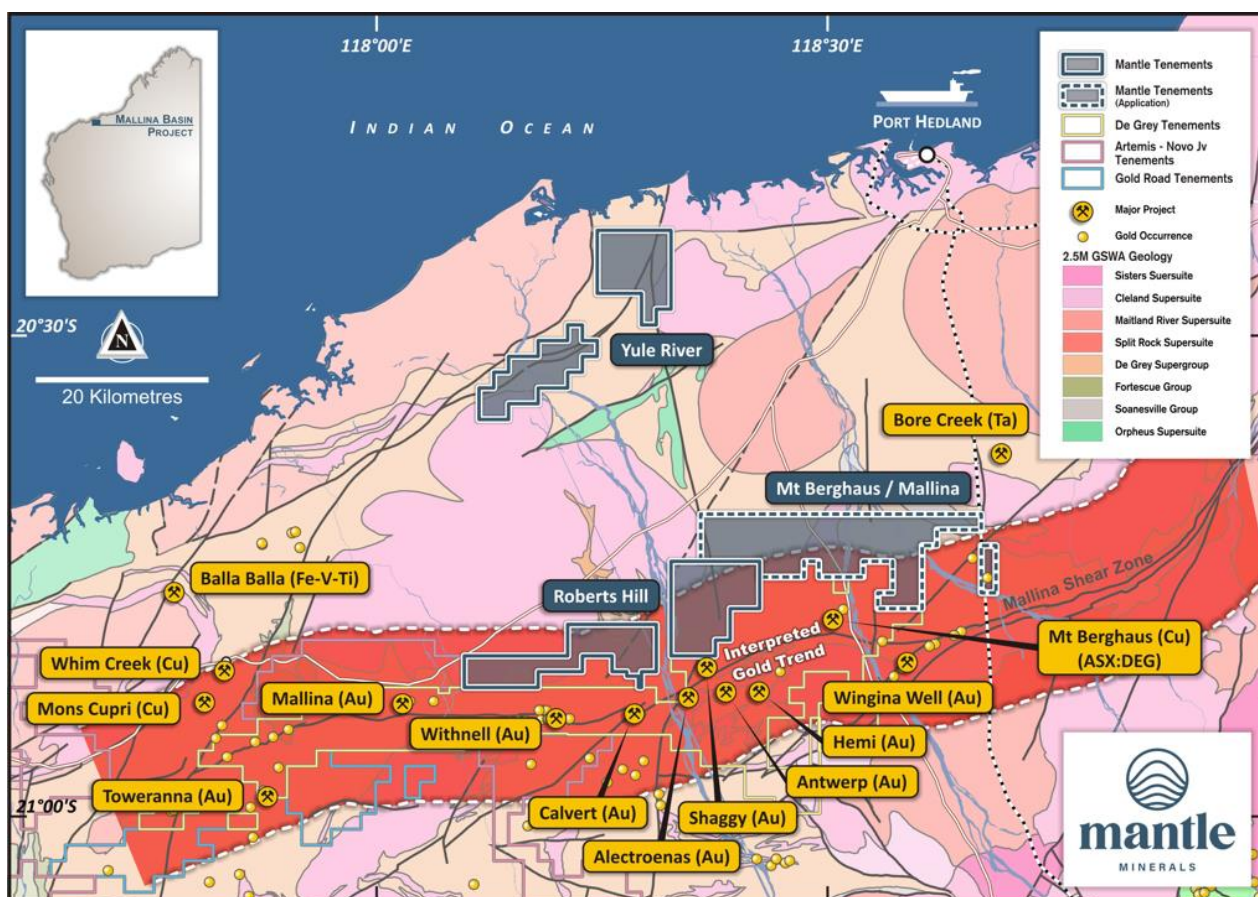 118°00'E
118°30'E
MALLINA BASIN
PROJECT
INDIAN OCEAN
PORT HEDLAND
20°30'S
N
20 Kilometres
Yule River
Bore Creek (Ta)
Mt Berghaus / Mallina
Balla Balla (Fe-V-Ti)
Roberts Hill
Mallina Shear Zone
Whim Creek (Cu)
Mons Cupri (Cu)
Mallina (Au)
Withnell (Au)
Interpreted
Gold Trend
Mt Berghaus (Cu)
(ASX:DEG)
Wingina Well (Au)
Hemi (Au)
Antwerp (Au)
Toweranna (Au)
21°00'S
Calvert (Au)
Shaggy (Au)
Alectroenas (Au)
Mantle Tenements
Mantle Tenements
(Application)
De Grey Tenements
Artemis - Novo Jv
Tenements
Gold Road Tenements
Major Project
Gold Occurrence
2.5M GSWA Geology
Sisters Suersuite
Cleland Supersuite
Maitland River Supersuite
Split Rock Supersuite
De Grey Supergroup
Fortescue Group
Soanesville Group
Orpheus Supersuite
mantle
MINERALS